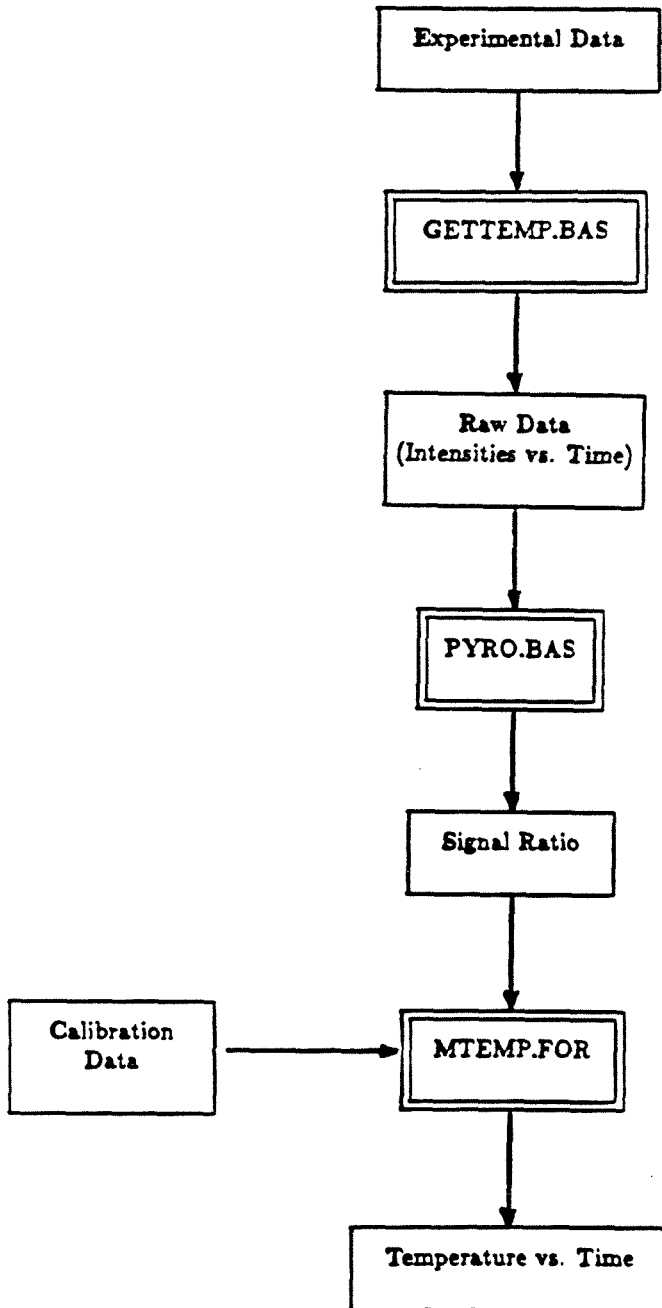 Experimental Data
GETTEMP.BAS
Raw Data
(Intensities vs. Time)
PYRO.BAS
Signal Ratio
Calibration
Data
MTEMP.FOR
Temperature vs. Time